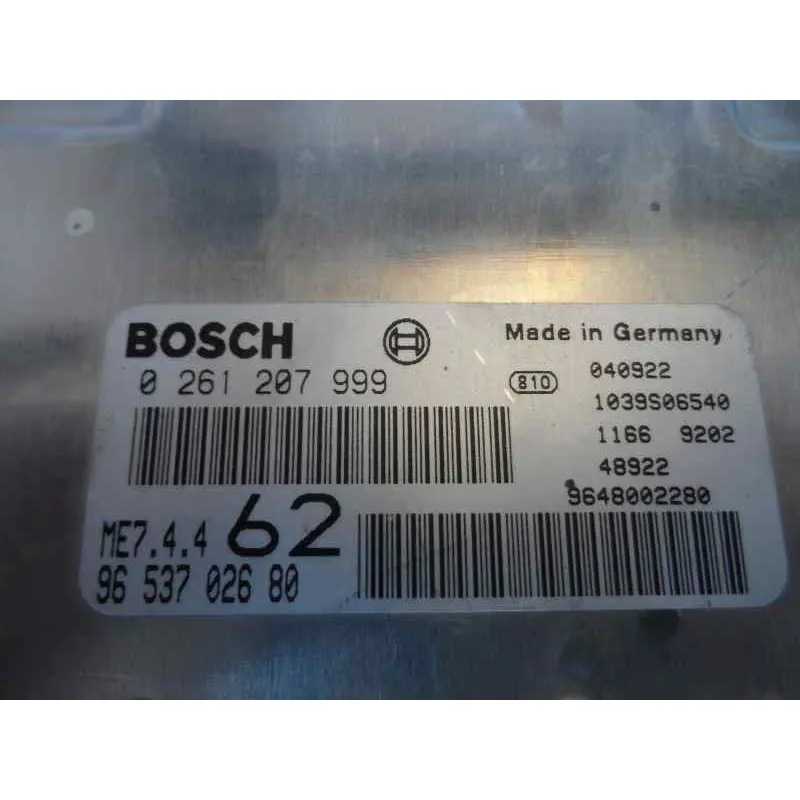 BOSCH
Made in Germany
0 261 207 999
810
040922
1039S06540
1166 9202
48922
9648002280
ME7.4.4 62
96 537 026 80